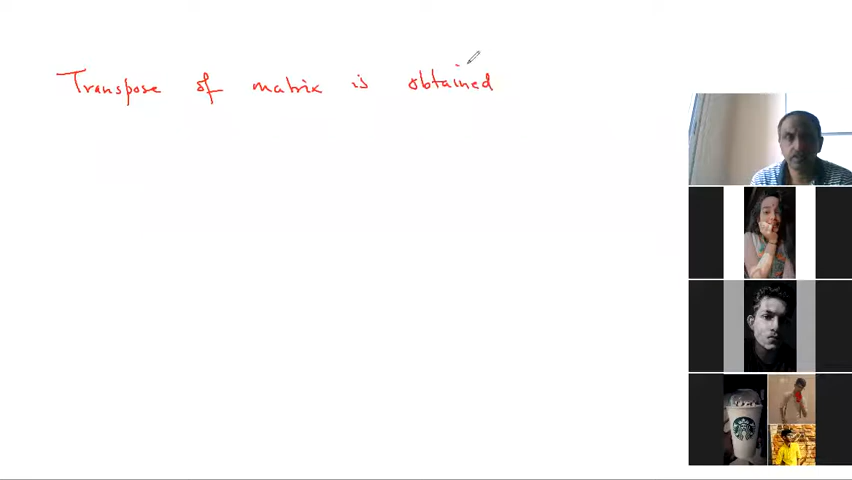 Transpose of matrix is obtained